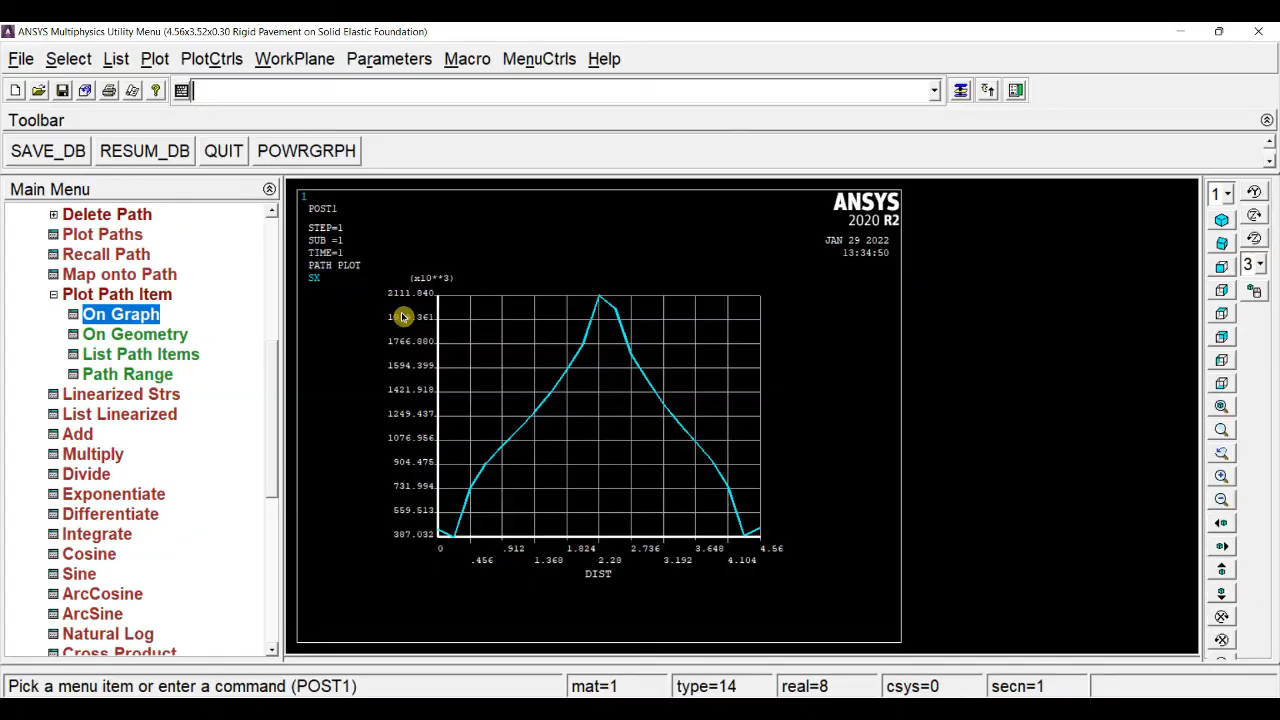 ANSYS Multiphysics Utility Menu (4.56x3.52x0.30 Rigid Pavement on Solid Elastic Foundation)
File Select List Plot PlotCtrls WorkPlane Parameters Macro MenuCtrls Help
Toolbar
SAVE_DB RESUM_DB QUIT POWRGRPH
Main Menu
Delete Path
Plot Paths
Recall Path
Map onto Path
Plot Path Item
On Graph
On Geometry
List Path Items
Path Range
Linearized Strs
List Linearized
Add
Multiply
Divide
Exponentiate
Differentiate
Integrate
Cosine
Sine
ArcCosine
ArcSine
Natural Log
Cross Product
1
POST1
STEP=1
SUB =1
TIME=1
PATH PLOT
SX
ANSYS
2020 R2
JAN 29 2022
13:34:50
(x10**3)
2111.840
1766.880
1594.399
1421.918
1249.437
1076.956
904.475
731.994
559.513
387.032
0 .912 1.824 2.736 3.648 4.56
.456 1.368 2.28 3.192 4.104
DIST
1
3
Pick a menu item or enter a command (POST1) mat=1 type=14 real=8 csys=0 secn=1